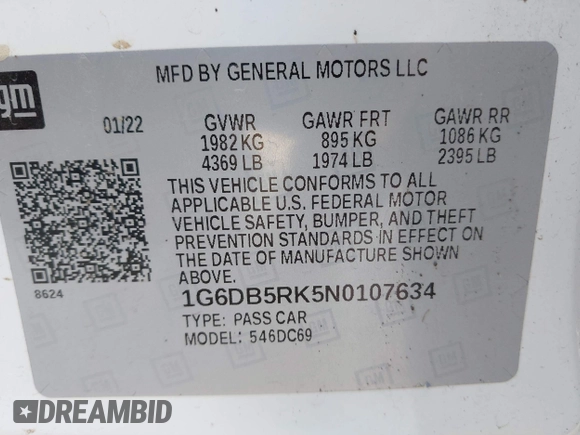 gm
MFD BY GENERAL MOTORS LLC
01/22 GVWR GAWR FRT GAWR RR
1982 KG 895 KG 1086 KG
4369 LB 1974 LB 2395 LB
THIS VEHICLE CONFORMS TO ALL
APPLICABLE U.S. FEDERAL MOTOR
VEHICLE SAFETY, BUMPER, AND THEFT
PREVENTION STANDARDS IN EFFECT ON
THE DATE OF MANUFACTURE SHOWN
ABOVE.
8624
1G6DB5RK5N0107634
TYPE: PASS CAR
MODEL: 546DC69
DREAMBID